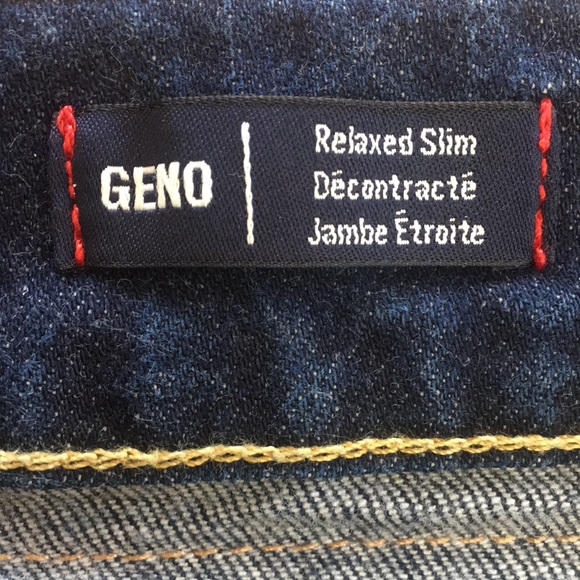 GENO
Relaxed Slim
Décontracté
Jambe Étroite